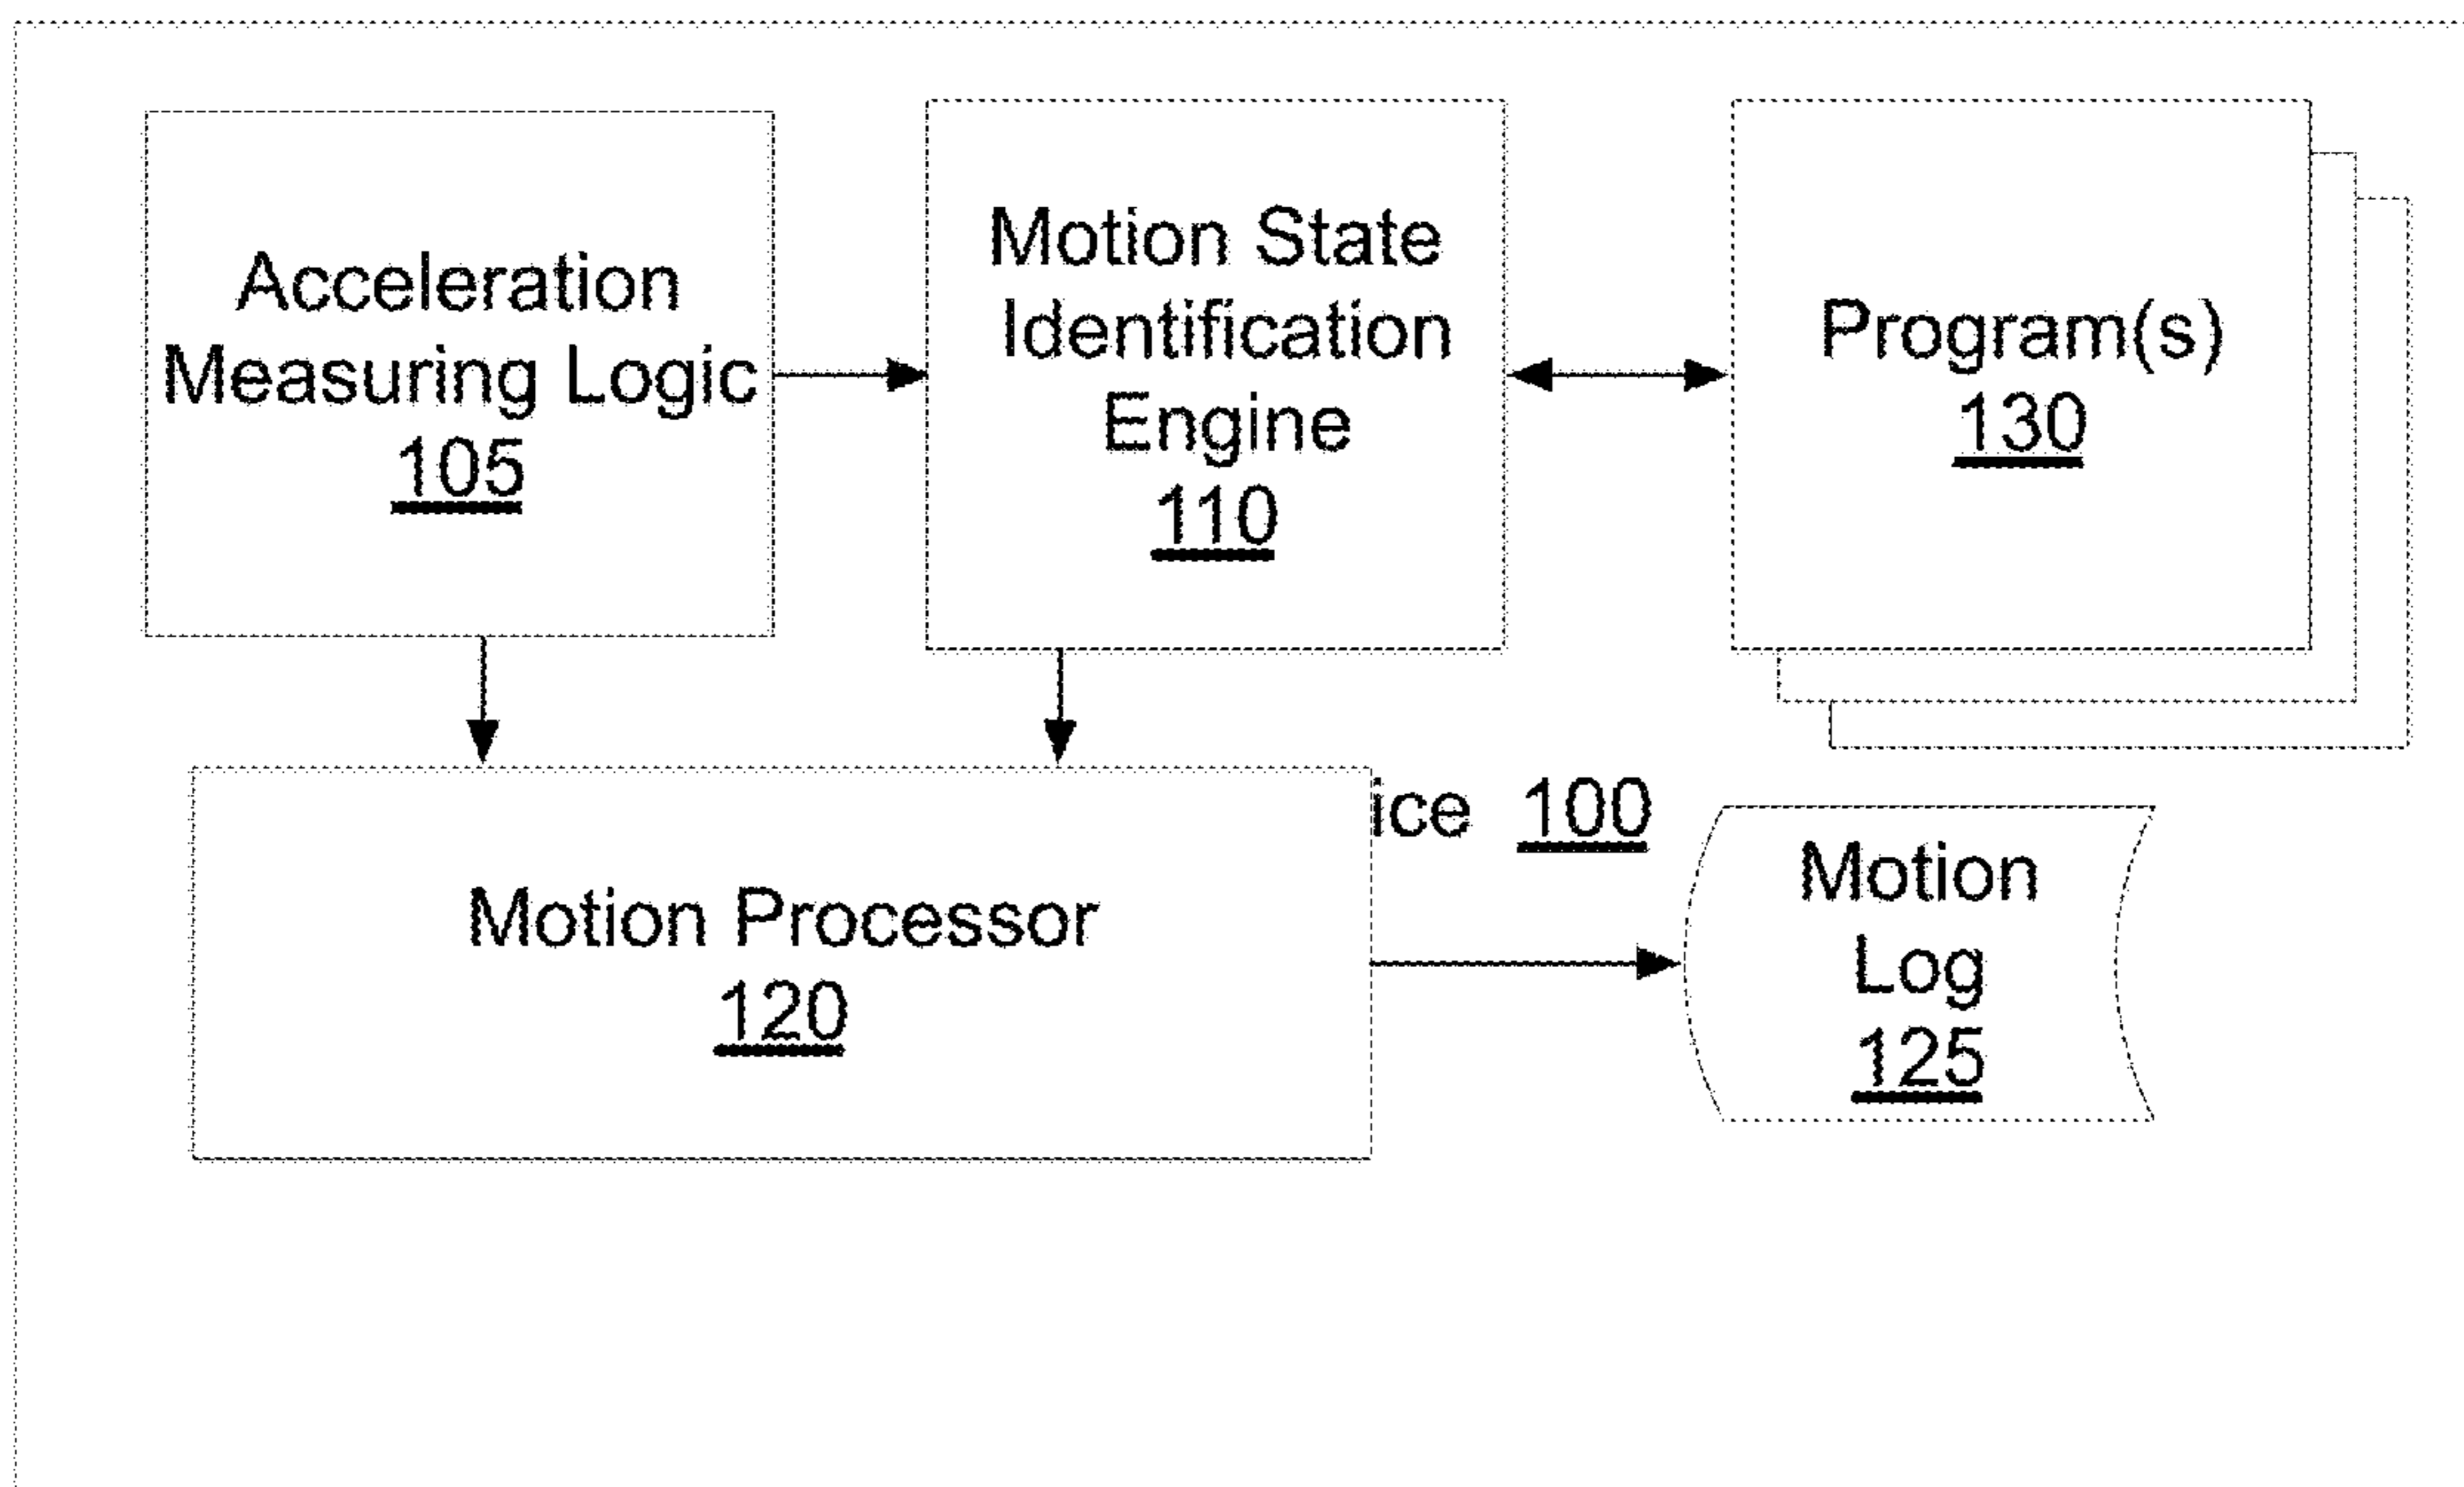 Acceleration
Measuring Logic
105
Motion State
Identification
Engine
110
Program(s)
130
ice 100
Motion Processor
120
Motion
Log
125